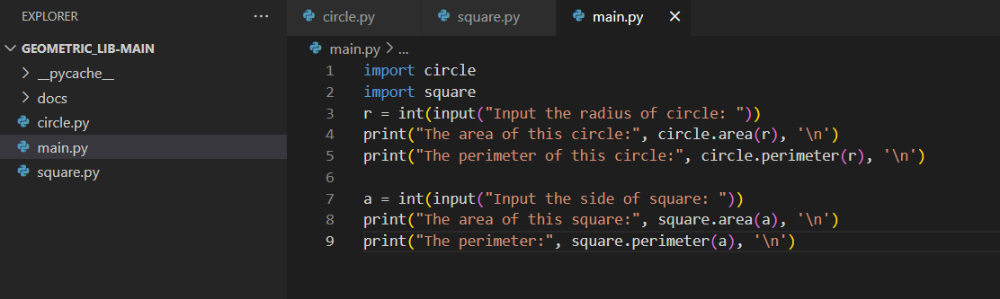 EXPLORER ...
GEOMETRIC_LIB-MAIN
__pycache__
docs
circle.py
main.py
square.py
circle.py square.py main.py
main.py > ...
1 import circle
2 import square
3 r = int(input("Input the radius of circle: "))
4 print("The area of this circle:", circle.area(r), '\n')
5 print("The perimeter of this circle:", circle.perimeter(r), '\n')
6
7 a = int(input("Input the side of square: "))
8 print("The area of this square:", square.area(a), '\n')
9 print("The perimeter:", square.perimeter(a), '\n')